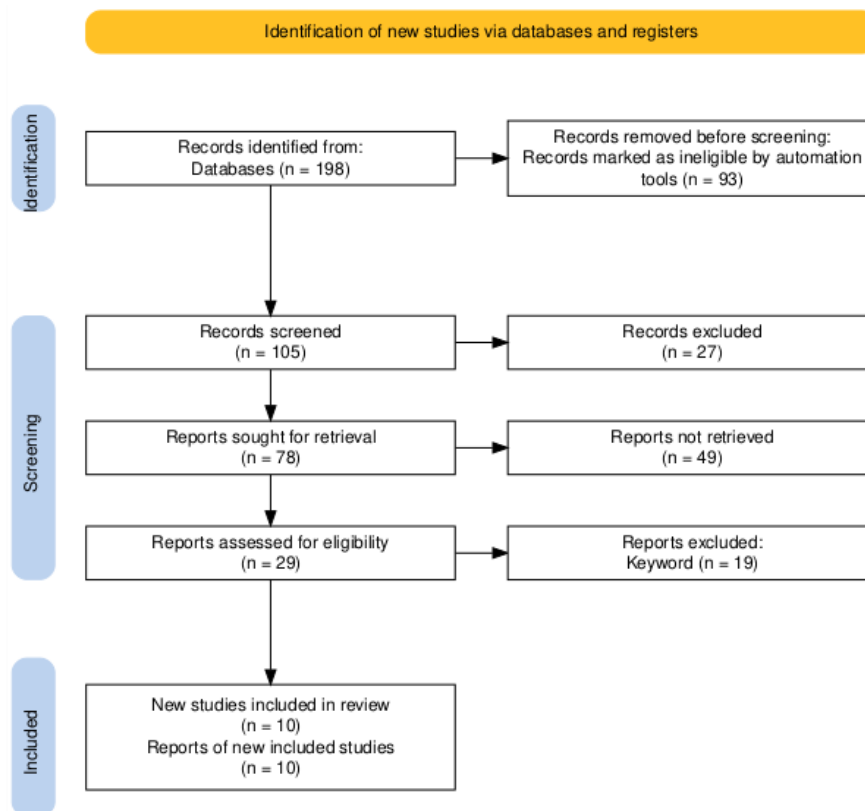 Identification of new studies via databases and registers
Identification
Records identified from:
Databases (n = 198)
Records removed before screening:
Records marked as ineligible by automation
tools (n = 93)
Screening
Records screened
(n = 105)
Records excluded
(n = 27)
Reports sought for retrieval
(n = 78)
Reports not retrieved
(n = 49)
Reports assessed for eligibility
(n = 29)
Reports excluded:
Keyword (n = 19)
Included
New studies included in review
(n = 10)
Reports of new included studies
(n = 10)